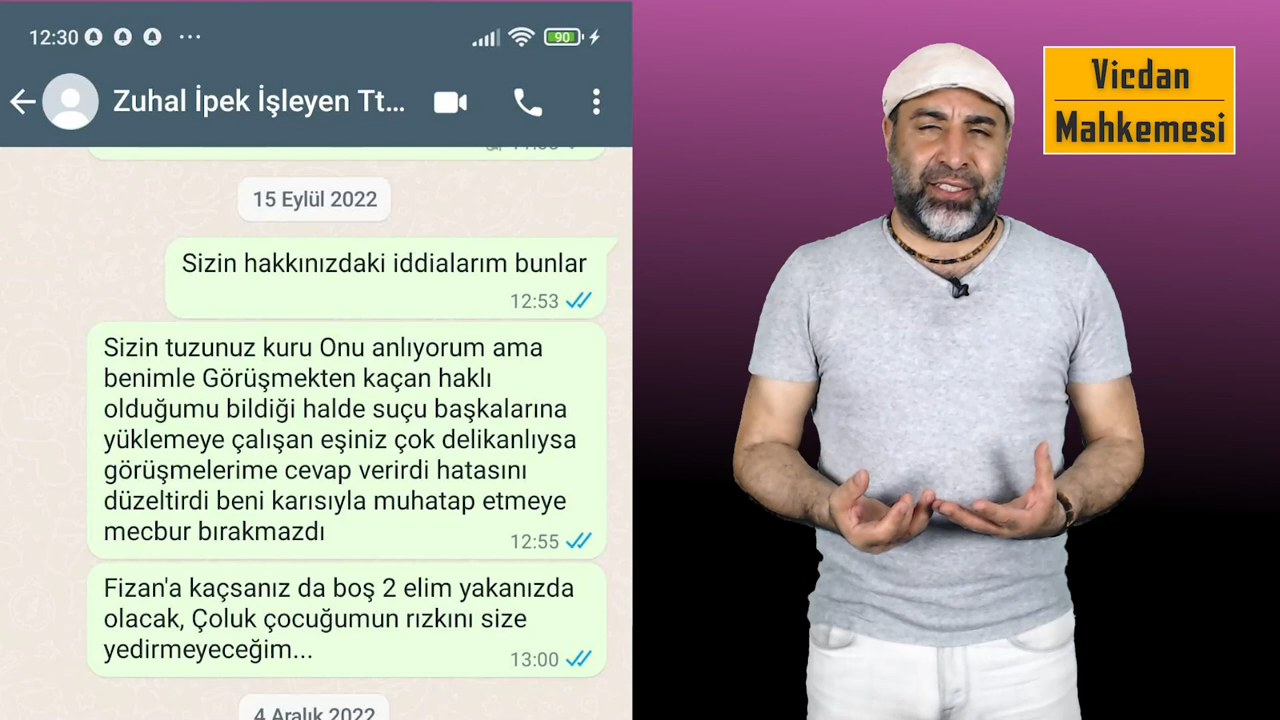 12:30
90
Zuhal İpek İşleyen Tt...
15 Eylül 2022
Sizin hakkınızdaki iddialarım bunlar
12:53
Sizin tuzunuz kuru Onu anlıyorum ama
benimle Görüşmekten kaçan haklı
olduğumu bildiği halde suçu başkalarına
yüklemeye çalışan eşiniz çok delikanlıysa
görüşmelerime cevap verirdi hatasını
düzeltirdi beni karısıyla muhatap etmeye
mecbur bırakmazdı
12:55
Fizan'a kaçsanız da boş 2 elim yakanızda
olacak, Çoluk çocuğumun rızkını size
yedirmeyeceğim...
13:00
4 Aralık 2022
Vicdan
Mahkemesi